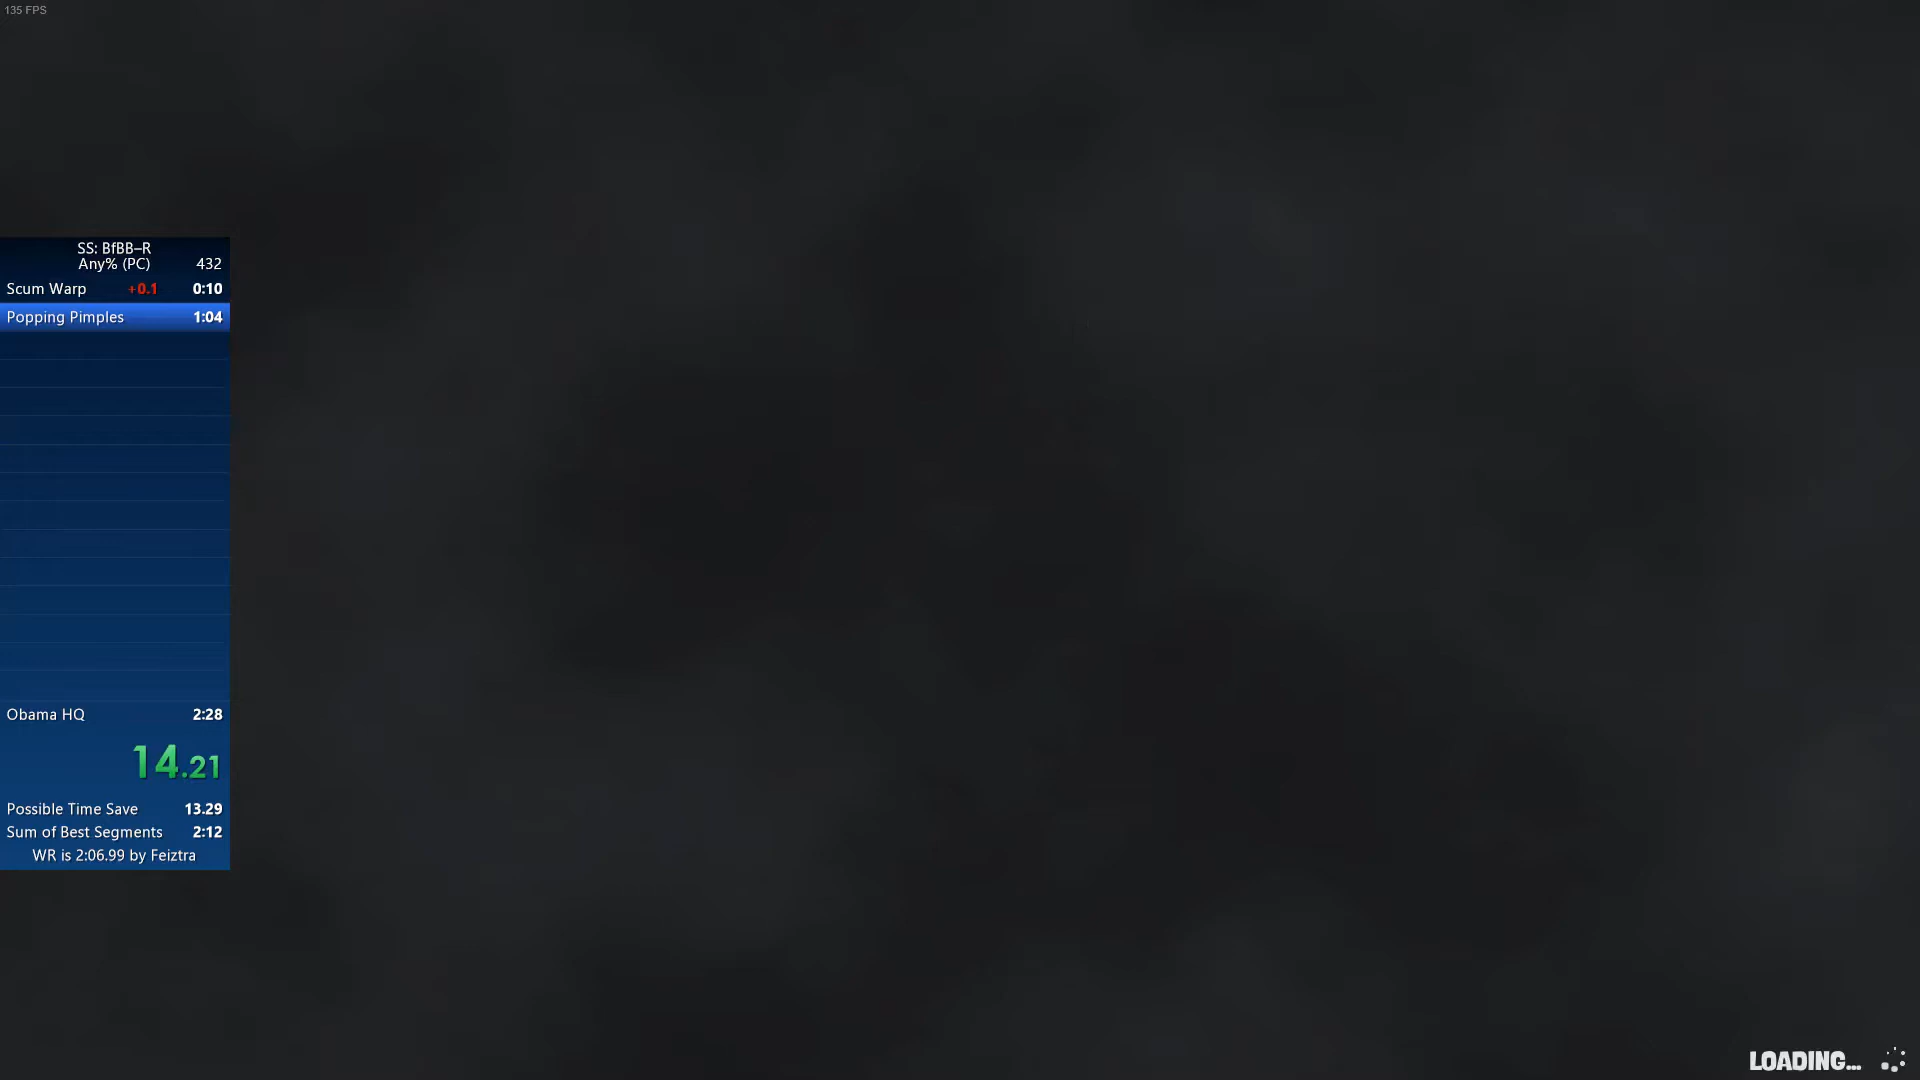 135 FPS
SS: BfBB–R
Any% (PC) 432
Scum Warp +0.1 0:10
Popping Pimples 1:04
Obama HQ 2:28
14.21
Possible Time Save 13.29
Sum of Best Segments 2:12
WR is 2:06.99 by Feiztra
LOADING...